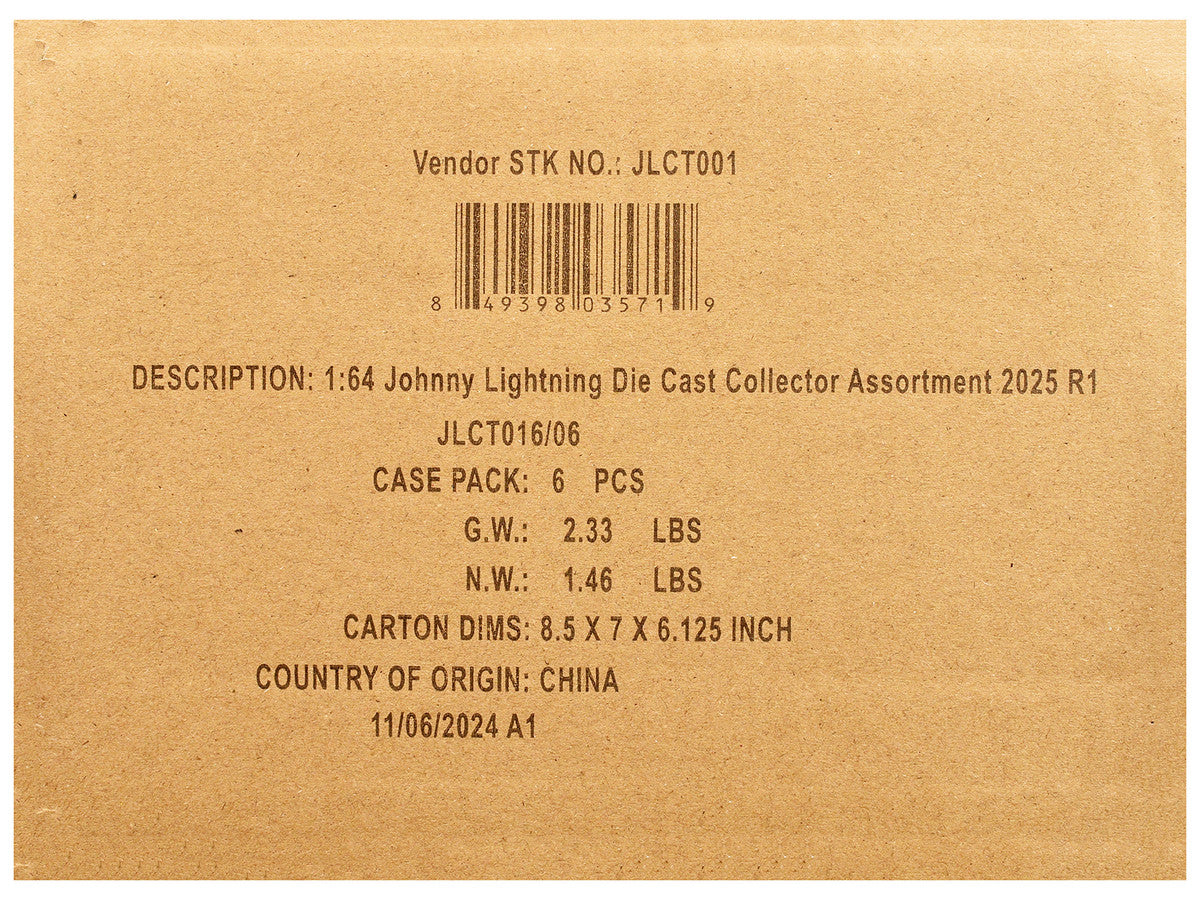 Vendor STK NO.: JLCT001
8 49398 03571 9
DESCRIPTION: 1:64 Johnny Lightning Die Cast Collector Assortment 2025 R1
JLCT016/06
CASE PACK: 6 PCS
G.W.: 2.33 LBS
N.W.: 1.46 LBS
CARTON DIMS: 8.5 X 7 X 6.125 INCH
COUNTRY OF ORIGIN: CHINA
11/06/2024 A1